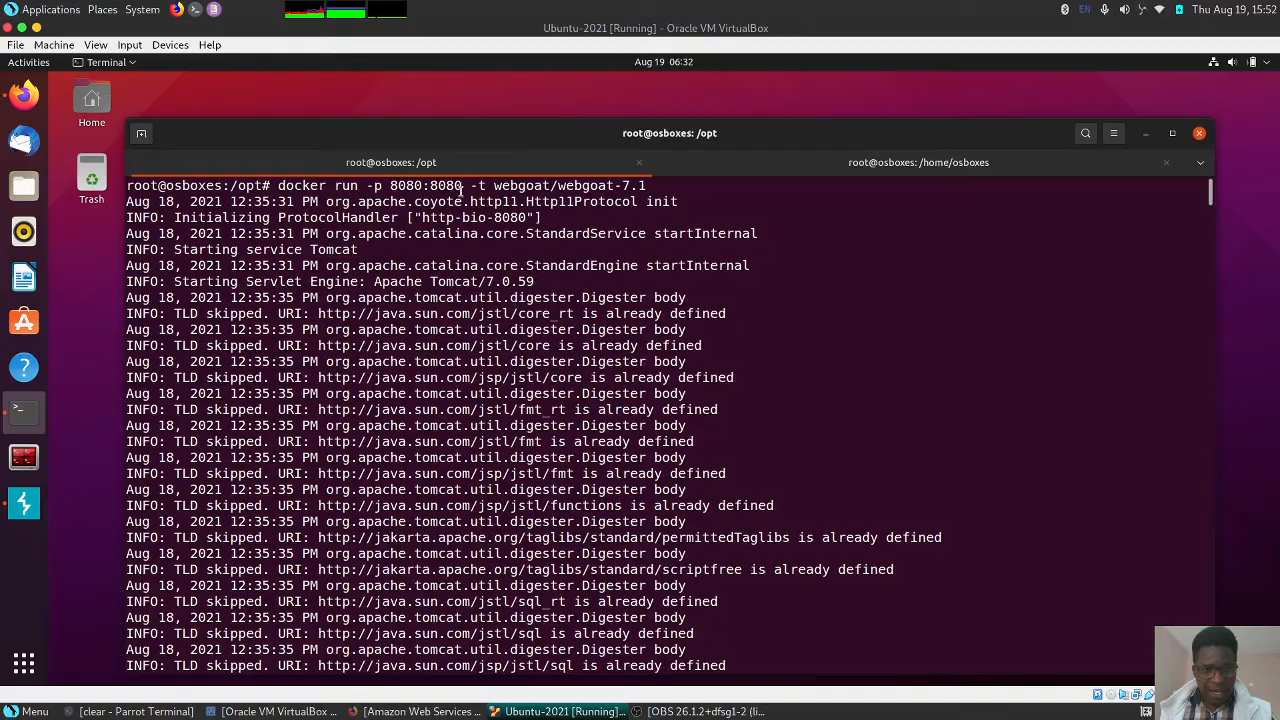 Applications Places System EN Thu Aug 19, 15:52
Ubuntu-2021 [Running] - Oracle VM VirtualBox
File Machine View Input Devices Help
Activities Terminal Aug 19 06:32
Home
Trash
root@osboxes: /opt
root@osboxes: /opt root@osboxes: /home/osboxes
root@osboxes:/opt# docker run -p 8080:8080 -t webgoat/webgoat-7.1
Aug 18, 2021 12:35:31 PM org.apache.coyote.http11.Http11Protocol init
INFO: Initializing ProtocolHandler ["http-bio-8080"]
Aug 18, 2021 12:35:31 PM org.apache.catalina.core.StandardService startInternal
INFO: Starting service Tomcat
Aug 18, 2021 12:35:31 PM org.apache.catalina.core.StandardEngine startInternal
INFO: Starting Servlet Engine: Apache Tomcat/7.0.59
Aug 18, 2021 12:35:35 PM org.apache.tomcat.util.digester.Digester body
INFO: TLD skipped. URI: http://java.sun.com/jstl/core_rt is already defined
Aug 18, 2021 12:35:35 PM org.apache.tomcat.util.digester.Digester body
INFO: TLD skipped. URI: http://java.sun.com/jstl/core is already defined
Aug 18, 2021 12:35:35 PM org.apache.tomcat.util.digester.Digester body
INFO: TLD skipped. URI: http://java.sun.com/jsp/jstl/core is already defined
Aug 18, 2021 12:35:35 PM org.apache.tomcat.util.digester.Digester body
INFO: TLD skipped. URI: http://java.sun.com/jstl/fmt_rt is already defined
Aug 18, 2021 12:35:35 PM org.apache.tomcat.util.digester.Digester body
INFO: TLD skipped. URI: http://java.sun.com/jstl/fmt is already defined
Aug 18, 2021 12:35:35 PM org.apache.tomcat.util.digester.Digester body
INFO: TLD skipped. URI: http://java.sun.com/jsp/jstl/fmt is already defined
Aug 18, 2021 12:35:35 PM org.apache.tomcat.util.digester.Digester body
INFO: TLD skipped. URI: http://java.sun.com/jsp/jstl/functions is already defined
Aug 18, 2021 12:35:35 PM org.apache.tomcat.util.digester.Digester body
INFO: TLD skipped. URI: http://jakarta.apache.org/taglibs/standard/permittedTaglibs is already defined
Aug 18, 2021 12:35:35 PM org.apache.tomcat.util.digester.Digester body
INFO: TLD skipped. URI: http://jakarta.apache.org/taglibs/standard/scriptfree is already defined
Aug 18, 2021 12:35:35 PM org.apache.tomcat.util.digester.Digester body
INFO: TLD skipped. URI: http://java.sun.com/jstl/sql_rt is already defined
Aug 18, 2021 12:35:35 PM org.apache.tomcat.util.digester.Digester body
INFO: TLD skipped. URI: http://java.sun.com/jstl/sql is already defined
Aug 18, 2021 12:35:35 PM org.apache.tomcat.util.digester.Digester body
INFO: TLD skipped. URI: http://java.sun.com/jsp/jstl/sql is already defined
Menu [clear - Parrot Terminal] [Oracle VM VirtualBox ... [Amazon Web Services ... Ubuntu-2021 [Running]... [OBS 26.1.2+dfsg1-2 (li...